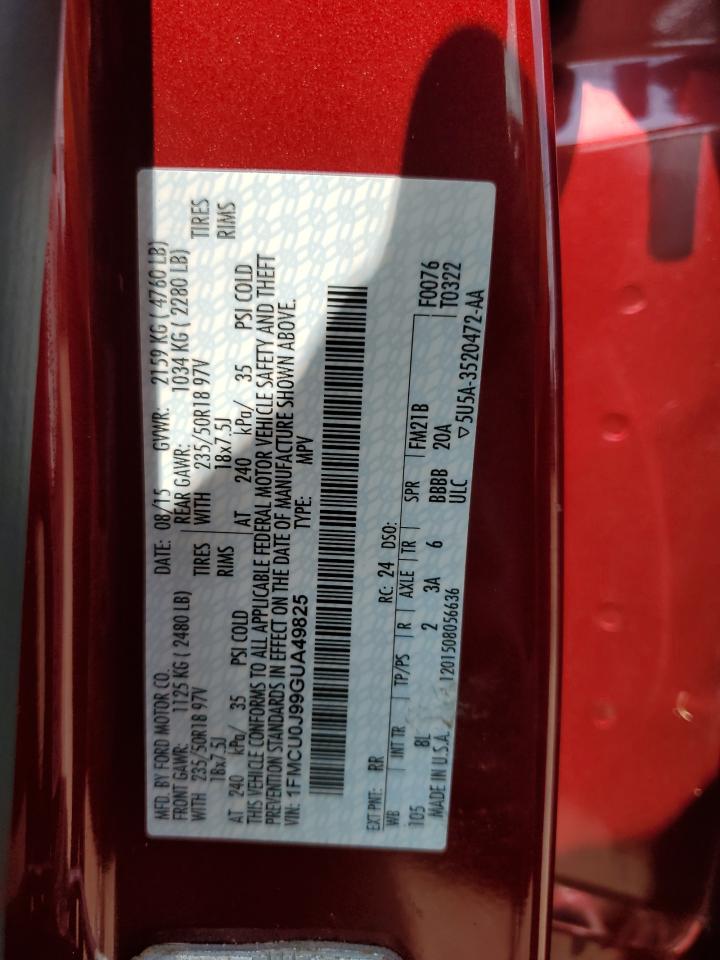 MFD. BY FORD MOTOR CO. DATE: 08/15 GVWR: 2159 KG ( 4760 LB)
FRONT GAWR: 1125 KG ( 2480 LB) REAR GAWR: 1034 KG ( 2280 LB)
WITH 235/50R18 97V TIRES WITH 235/50R18 97V TIRES
18x7.5J RIMS 18x7.5J RIMS
AT 240 kPa/ 35 PSI COLD AT 240 kPa/ 35 PSI COLD
THIS VEHICLE CONFORMS TO ALL APPLICABLE FEDERAL MOTOR VEHICLE SAFETY AND THEFT
PREVENTION STANDARDS IN EFFECT ON THE DATE OF MANUFACTURE SHOWN ABOVE.
VIN: 1FMCU0J99GUA49825 TYPE: MPV
EXT PNT: RR RC: 24 DSO: F0076
WB INT TR TP/PS R AXLE TR SPR FM21B T0322
105 8L 2 3A 6 BBBB 20A
MADE IN U.S.A. 1201508056636 ULC ▽5U5A-3520472-AA